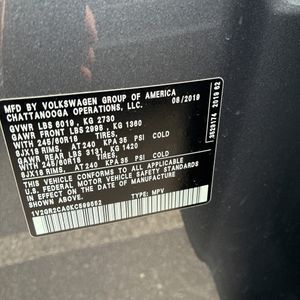 MFD. BY VOLKSWAGEN GROUP OF AMERICA
CHATTANOOGA OPERATIONS, LLC.
08/2019
GVWR LBS 6019, KG 2730
GAWR FRONT LBS 2998, KG 1360
WITH 245/60R18 TIRES,
8JX18 RIMS, AT 240 KPA 35 PSI COLD
GAWR REAR LBS 3131, KG 1420
WITH 245/60R18 TIRES,
8JX18 RIMS, AT 240 KPA 35 PSI COLD
THIS VEHICLE CONFORMS TO ALL APPLICABLE
U.S. FEDERAL MOTOR VEHICLE SAFETY
STANDARDS IN EFFECT ON THE DATE OF
MANUFACTURE SHOWN ABOVE.
TYPE: MPV